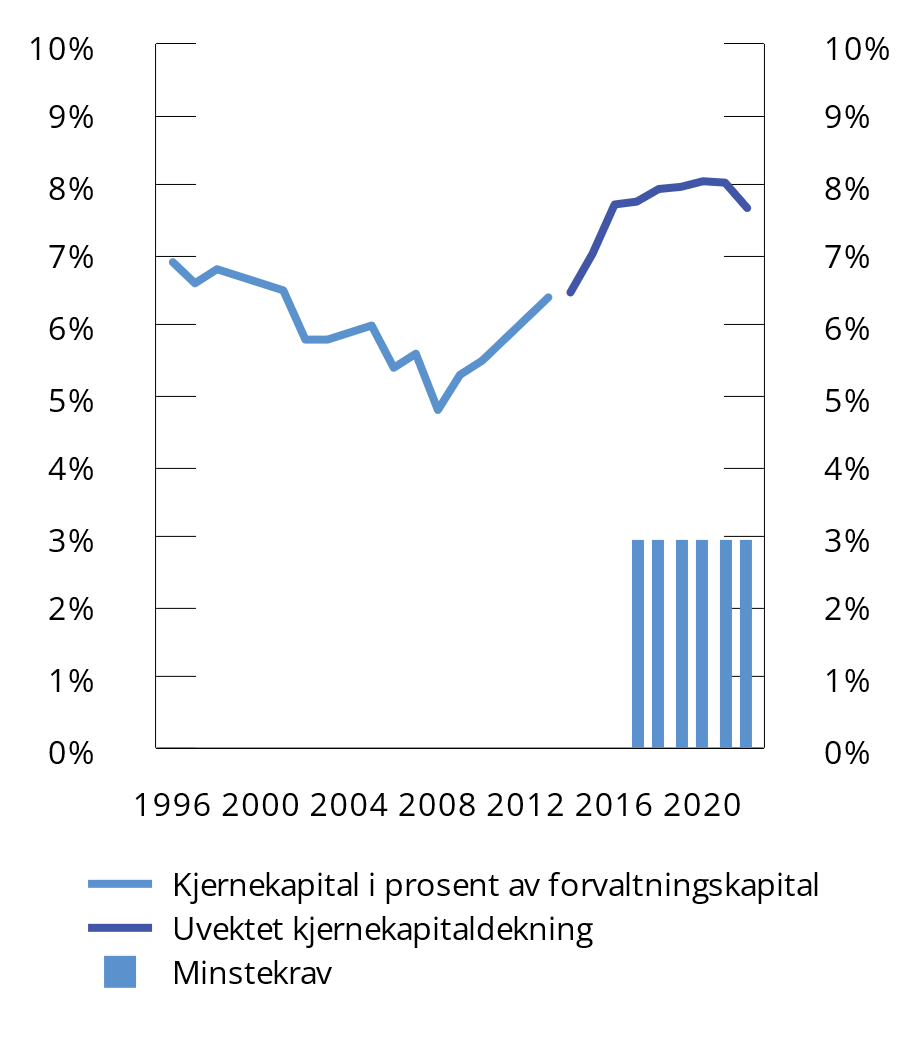 10% 10%
9% 9%
8% 8%
7% 7%
6% 6%
5% 5%
4% 4%
3% 3%
2% 2%
1% 1%
0% 0%
1996 2000 2004 2008 2012 2016 2020
Kjernekapital i prosent av forvaltningskapital
Uvektet kjernekapitaldekning
Minstekrav